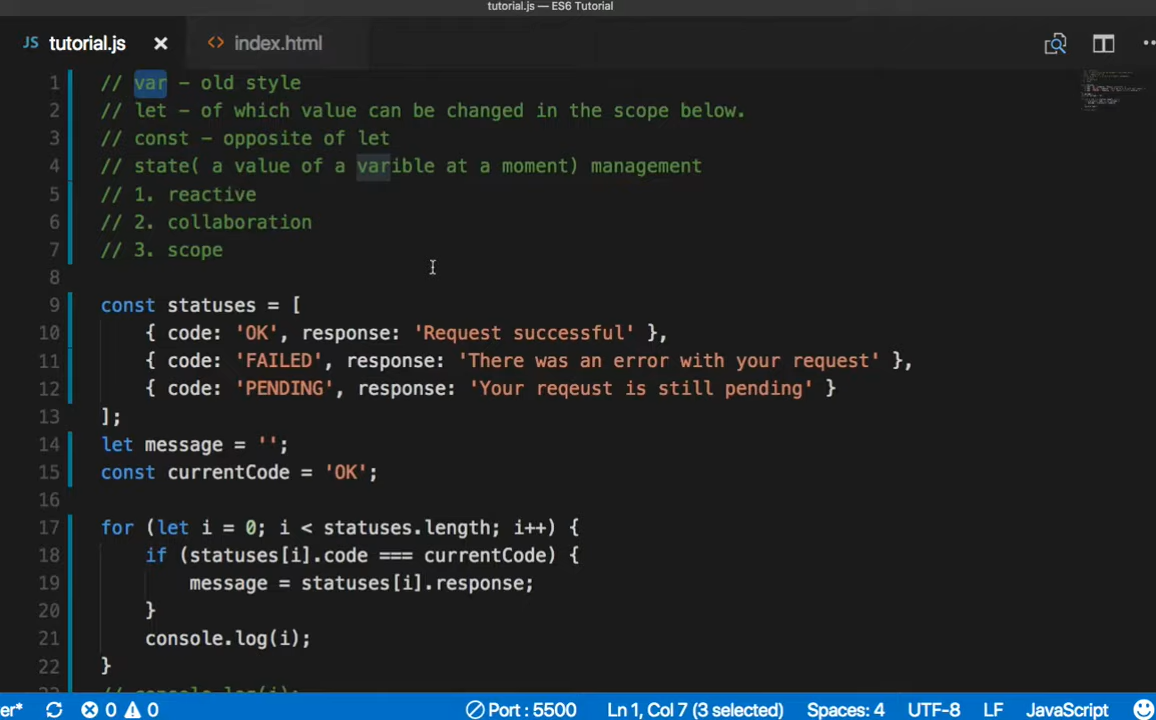 tutorial.js — ES6 Tutorial
JS tutorial.js × <> index.html
1 // var - old style
2 // let - of which value can be changed in the scope below.
3 // const - opposite of let
4 // state( a value of a varible at a moment) management
5 // 1. reactive
6 // 2. collaboration
7 // 3. scope
8
9 const statuses = [
10 { code: 'OK', response: 'Request successful' },
11 { code: 'FAILED', response: 'There was an error with your request' },
12 { code: 'PENDING', response: 'Your reqeust is still pending' }
13 ];
14 let message = '';
15 const currentCode = 'OK';
16
17 for (let i = 0; i < statuses.length; i++) {
18 if (statuses[i].code === currentCode) {
19 message = statuses[i].response;
20 }
21 console.log(i);
22 }
23 // console.log(i);
er* 0 0 Port : 5500 Ln 1, Col 7 (3 selected) Spaces: 4 UTF-8 LF JavaScript